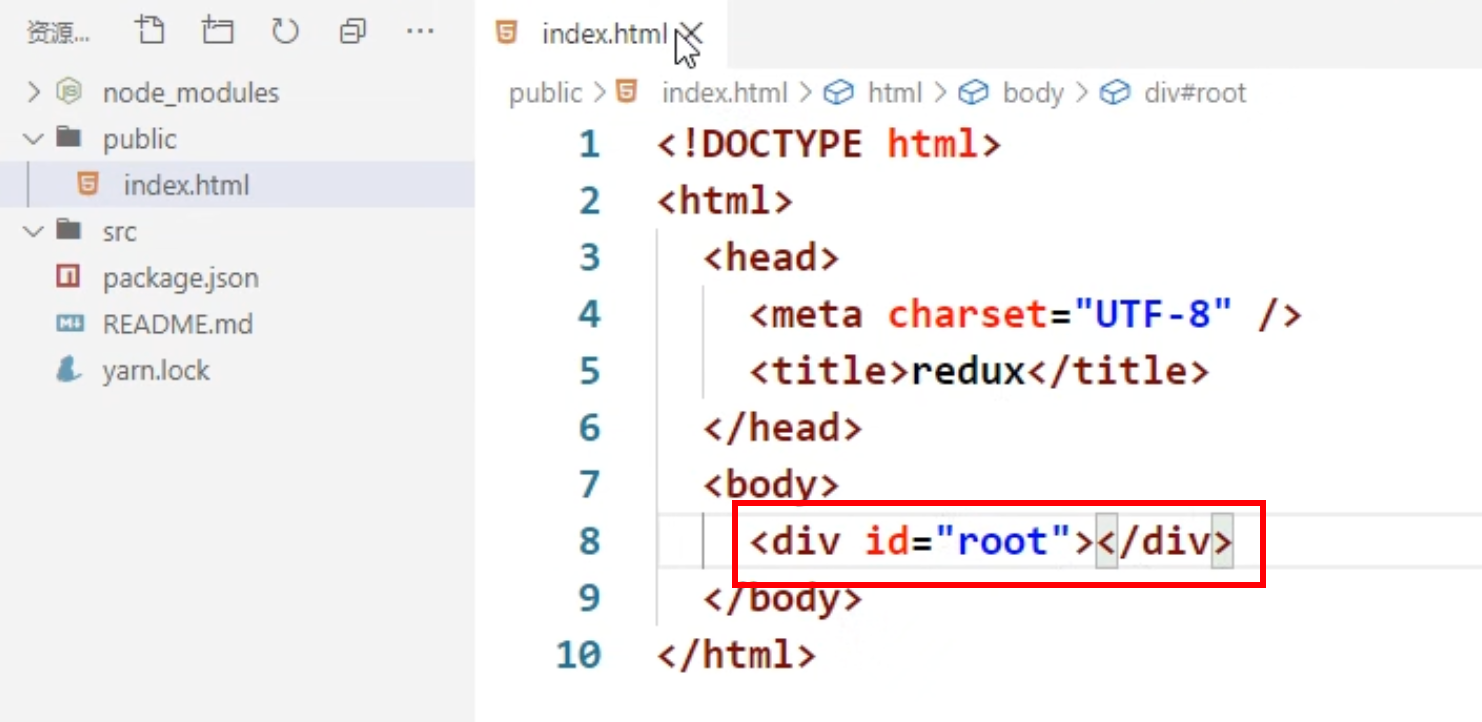 资源...
node_modules
public
index.html
src
package.json
README.md
yarn.lock
index.html
public > index.html > html > body > div#root
1 <!DOCTYPE html>
2 <html>
3   <head>
4     <meta charset="UTF-8" />
5     <title>redux</title>
6   </head>
7   <body>
8     <div id="root"></div>
9   </body>
10 </html>